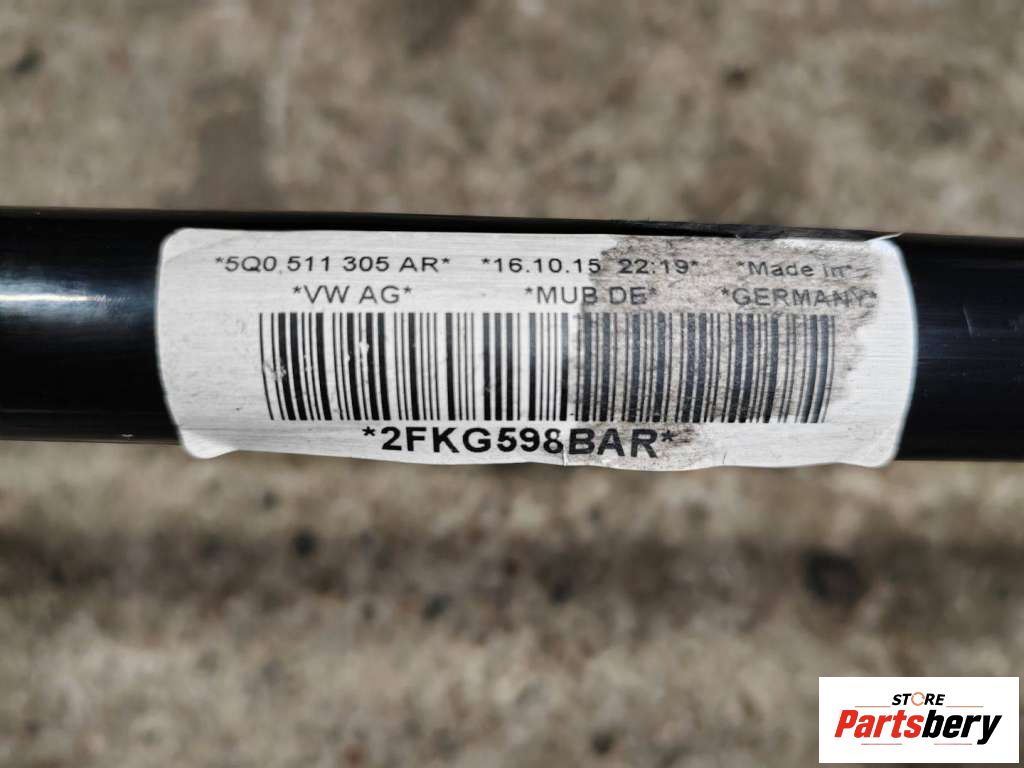 *5Q0 511 305 AR* *16.10.15 22:19* *Made in*
*VW AG* *MUB DE* *GERMANY*
*2FKG598BAR*
STORE
Partsbery